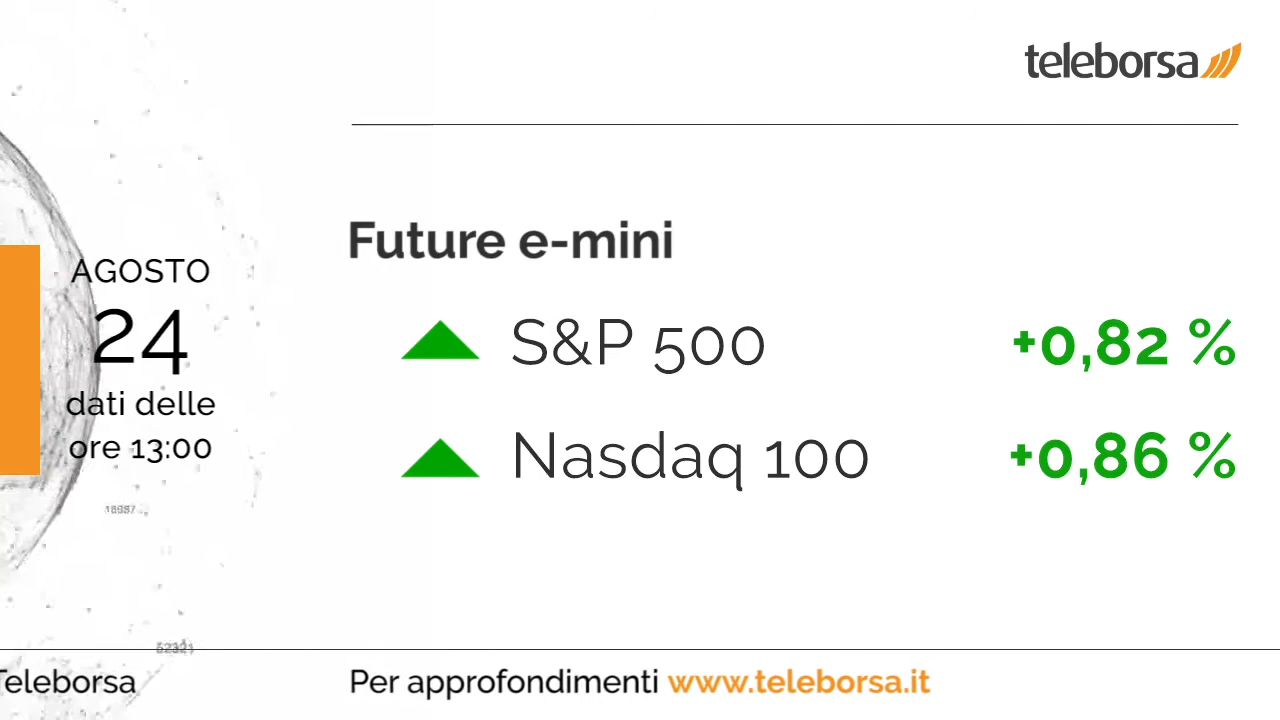 teleborsa
Future e-mini
AGOSTO
24
dati delle
ore 13:00
S&P 500 +0,82 %
Nasdaq 100 +0,86 %
Teleborsa
Per approfondimenti www.teleborsa.it